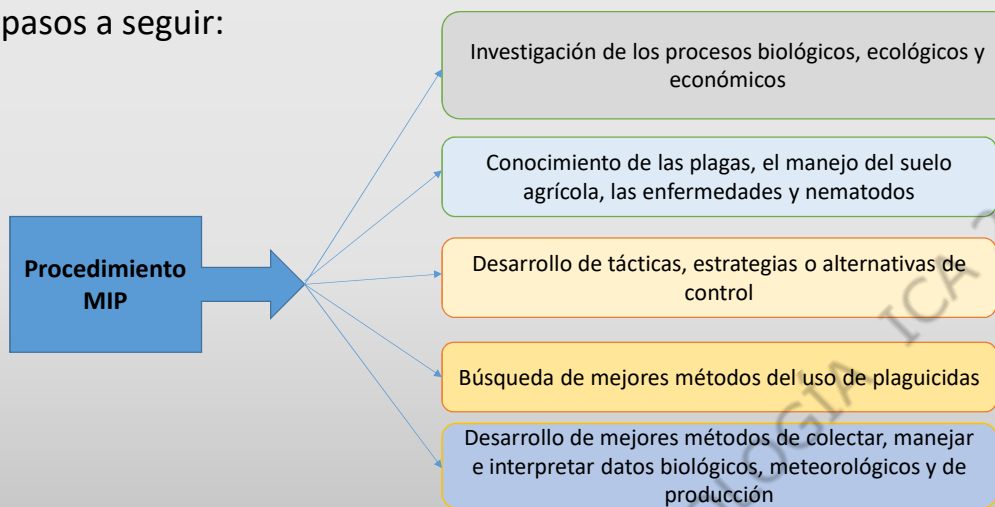 pasos a seguir:
Investigación de los procesos biológicos, ecológicos y
económicos
Conocimiento de las plagas, el manejo del suelo
agrícola, las enfermedades y nematodos
Procedimiento
MIP
Desarrollo de tácticas, estrategias o alternativas de
control
Búsqueda de mejores métodos del uso de plaguicidas
Desarrollo de mejores métodos de colectar, manejar
e interpretar datos biológicos, meteorológicos y de
producción
OLOGÍA ICA